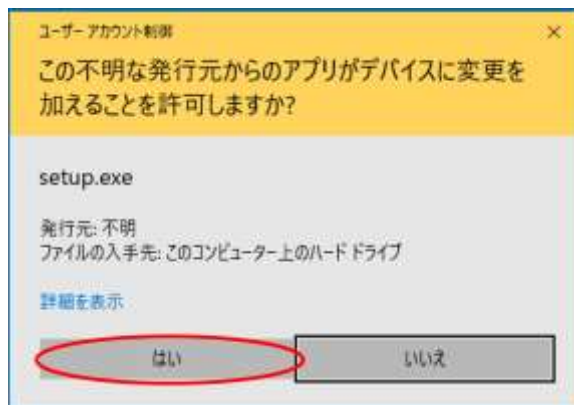 ユーザー アカウント制御
この不明な発行元からのアプリがデバイスに変更を
加えることを許可しますか?
setup.exe
発行元: 不明
ファイルの入手先: このコンピューター上のハード ドライブ
詳細を表示
はい
いいえ